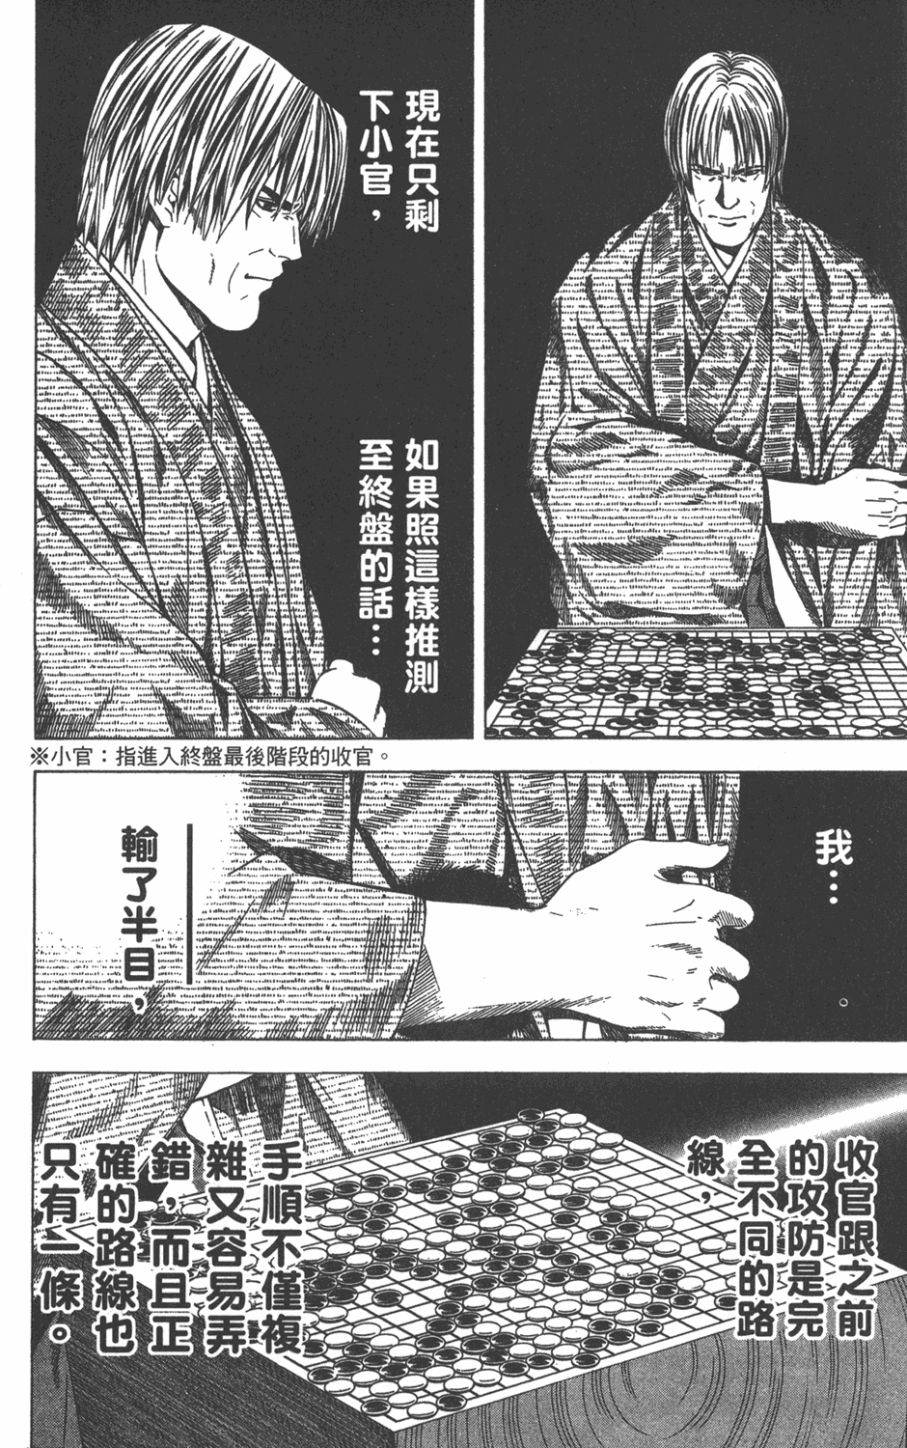 現在只剩
下小官，
如果照這樣推測
至終盤的話…
※小官：指進入終盤最後階段的收官。
我…
。
輸了半目，
收官跟之前
的攻防是完
全不同的路
線，
手順不僅複
雜又容易弄
錯，而且正
確的路線也
只有一條。